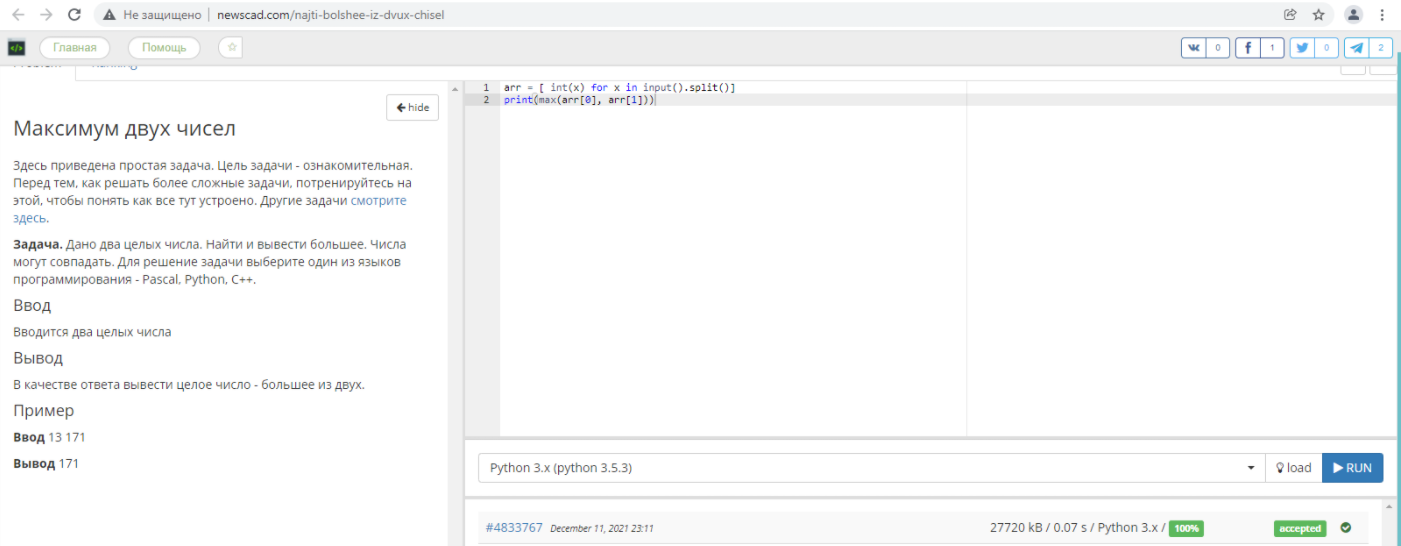 Не защищено newscad.com/najti-bolshee-iz-dvux-chisel
</>
Главная
Помощь
0
f 1
0
2
Problem
Ranking
hide
Максимум двух чисел
Здесь приведена простая задача. Цель задачи - ознакомительная.
Перед тем, как решать более сложные задачи, потренируйтесь на
этой, чтобы понять как все тут устроено. Другие задачи смотрите
здесь.
Задача. Дано два целых числа. Найти и вывести большее. Числа
могут совпадать. Для решение задачи выберите один из языков
программирования - Pascal, Python, C++.
Ввод
Вводится два целых числа
Вывод
В качестве ответа вывести целое число - большее из двух.
Пример
Ввод 13 171
Вывод 171
1 arr = [ int(x) for x in input().split()]
2 print(max(arr[0], arr[1]))
Python 3.x (python 3.5.3)
load
RUN
#4833767 December 11, 2021 23:11 27720 kB / 0.07 s / Python 3.x / 100% accepted